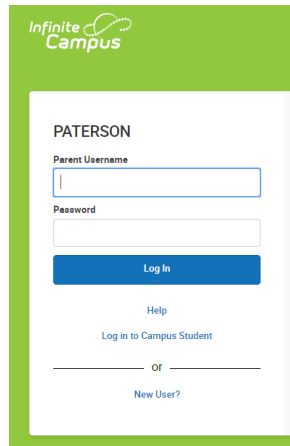 Infinite
Campus
PATERSON
Parent Username
Password
Log In
Help
Log in to Campus Student
or
New User?